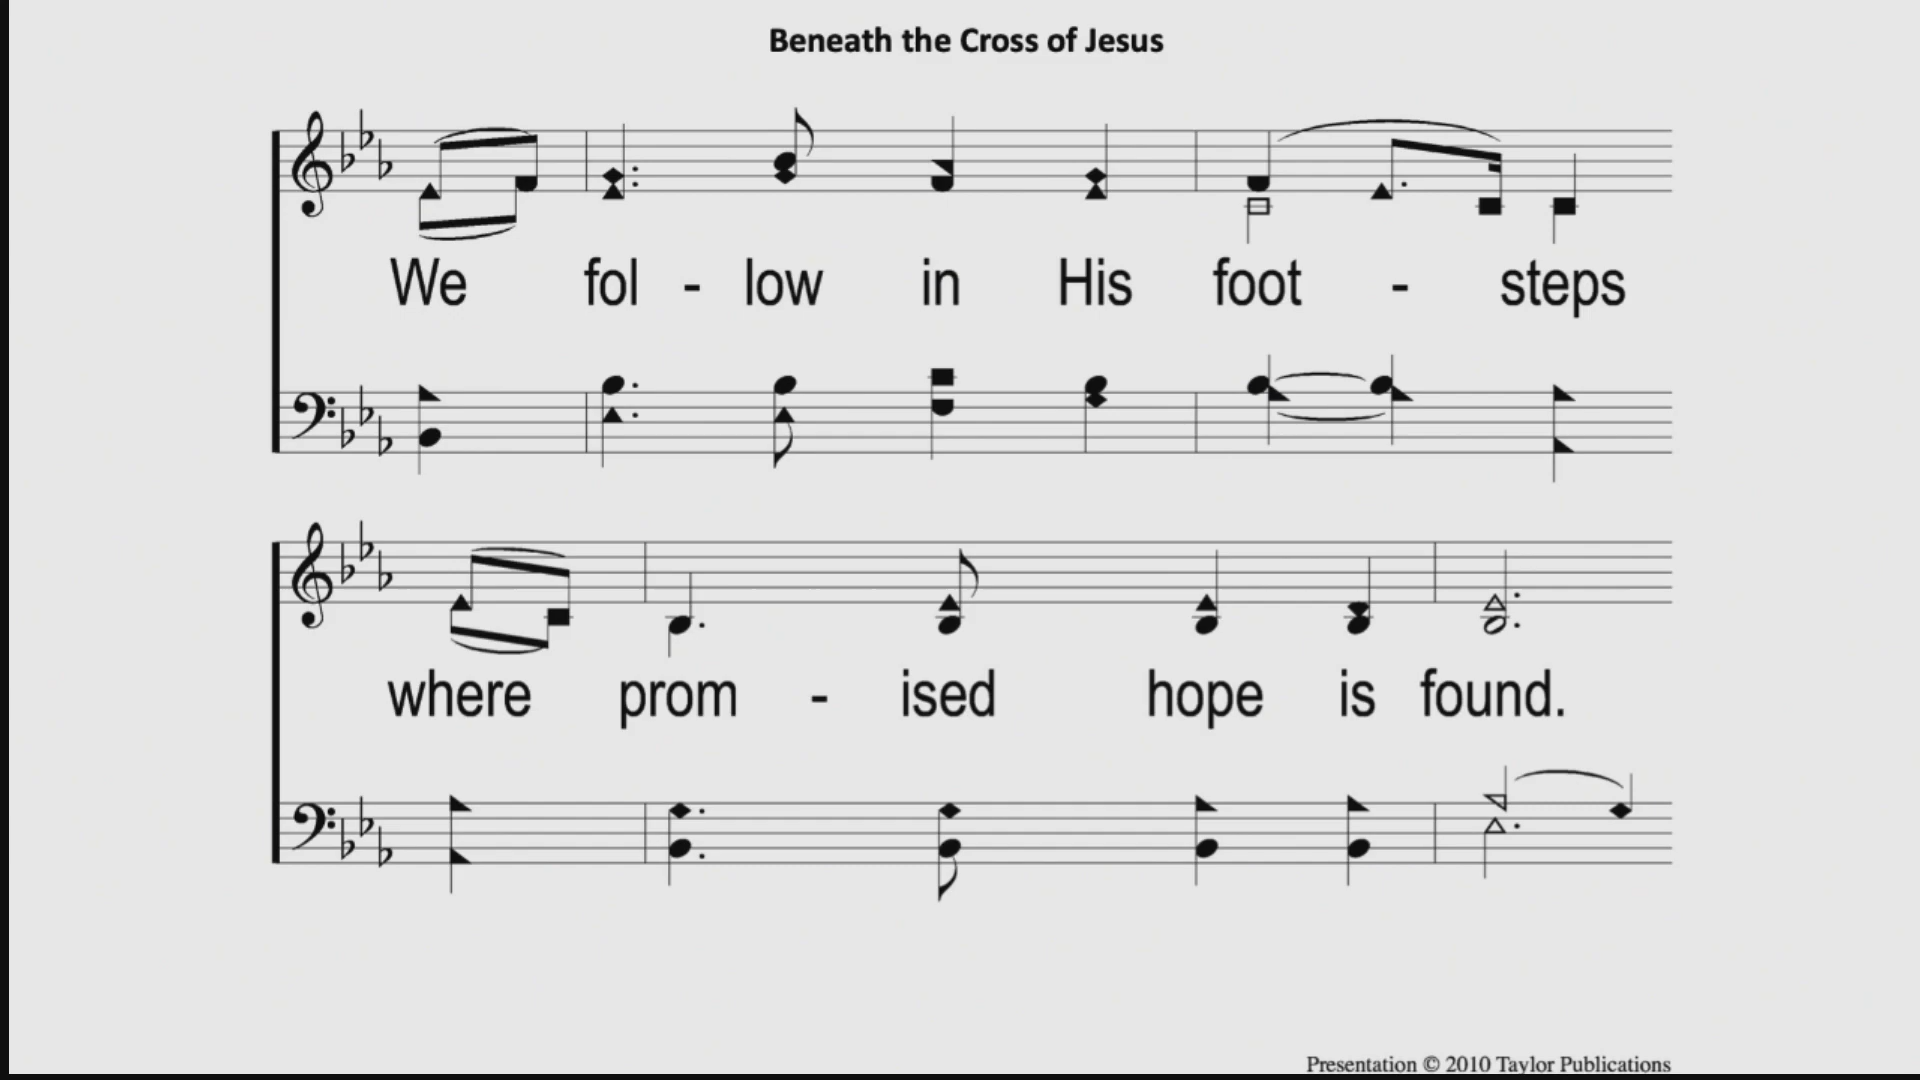 Beneath the Cross of Jesus
We fol - low in His foot - steps
where prom - ised hope is found.
Presentation © 2010 Taylor Publications